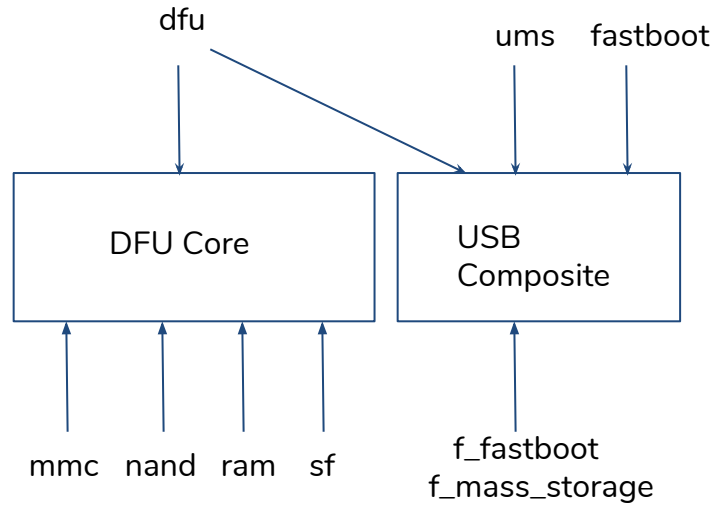 dfu
ums fastboot
DFU Core
USB
Composite
mmc nand ram sf
f_fastboot
f_mass_storage